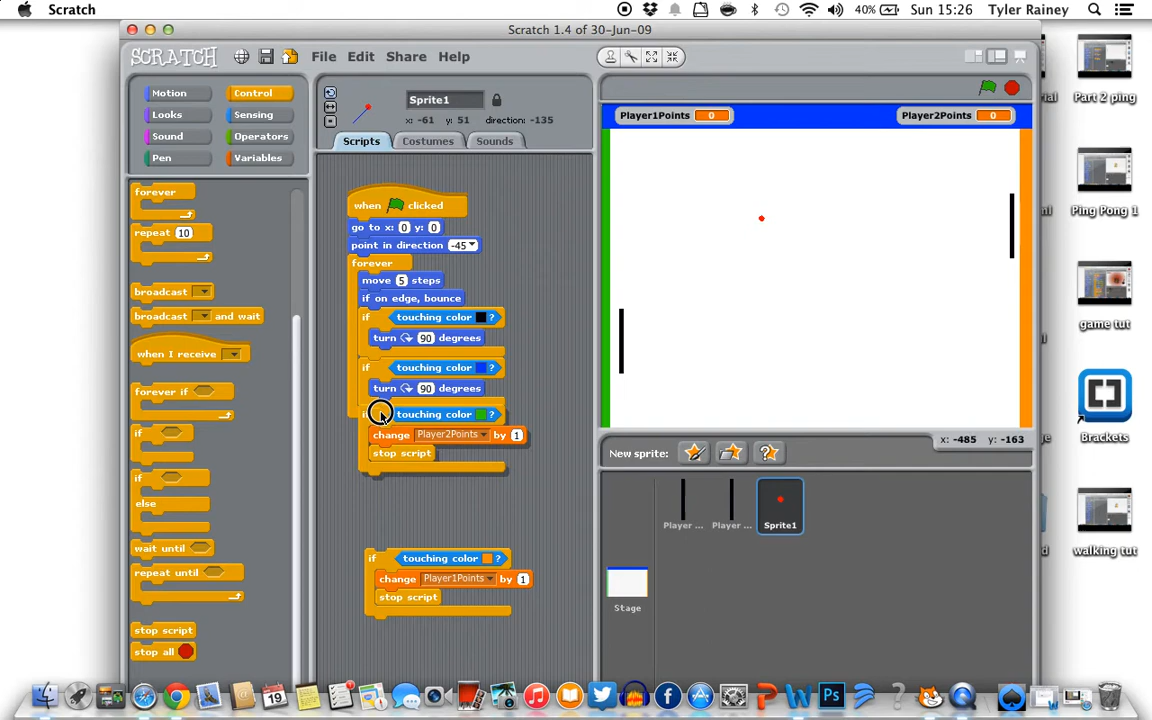 Scratch
40%
Sun 15:26
Tyler Rainey
Scratch 1.4 of 30-Jun-09
SCRATCH
File
Edit
Share
Help
Motion
Control
Looks
Sensing
Sound
Operators
Pen
Variables
forever
repeat 10
broadcast
broadcast and wait
when I receive
forever if
if
if
else
wait until
repeat until
stop script
stop all
Sprite1
x: -61 y: 51 direction: -135
Scripts
Costumes
Sounds
when clicked
go to x: 0 y: 0
point in direction -45
forever
move 5 steps
if on edge, bounce
if touching color ?
turn 90 degrees
if touching color ?
turn 90 degrees
touching color ?
change Player2Points by 1
stop script
if touching color ?
change Player1Points by 1
stop script
Player1Points 0
Player2Points 0
x: -485 y: -163
New sprite:
Player ...
Player ...
Sprite1
Stage
Part 2 ping
Ping Pong 1
game tut
Brackets
walking tut